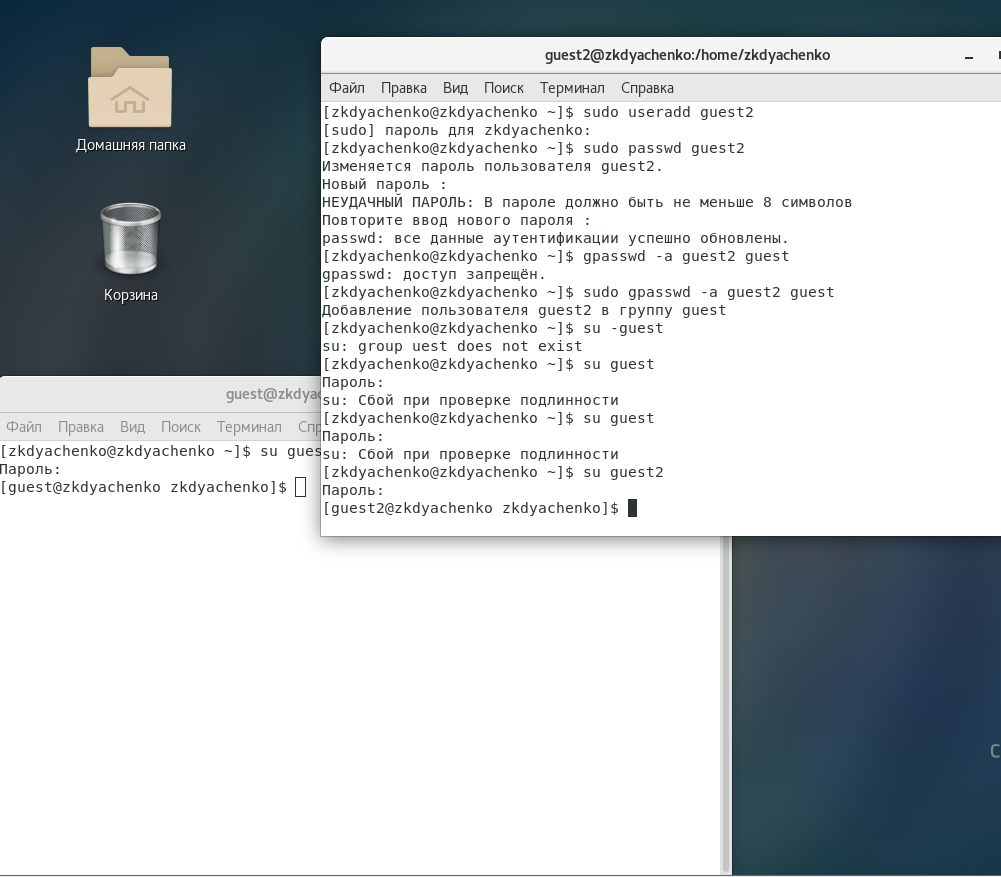 Домашняя папка
Корзина
guest2@zkdyachenko:/home/zkdyachenko
Файл Правка Вид Поиск Терминал Справка
[zkdyachenko@zkdyachenko ~]$ sudo useradd guest2
[sudo] пароль для zkdyachenko:
[zkdyachenko@zkdyachenko ~]$ sudo passwd guest2
Изменяется пароль пользователя guest2.
Новый пароль :
НЕУДАЧНЫЙ ПАРОЛЬ: В пароле должно быть не меньше 8 символов
Повторите ввод нового пароля :
passwd: все данные аутентификации успешно обновлены.
[zkdyachenko@zkdyachenko ~]$ gpasswd -a guest2 guest
gpasswd: доступ запрещён.
[zkdyachenko@zkdyachenko ~]$ sudo gpasswd -a guest2 guest
Добавление пользователя guest2 в группу guest
[zkdyachenko@zkdyachenko ~]$ su -guest
su: group uest does not exist
[zkdyachenko@zkdyachenko ~]$ su guest
Пароль:
su: Сбой при проверке подлинности
[zkdyachenko@zkdyachenko ~]$ su guest
Пароль:
su: Сбой при проверке подлинности
[zkdyachenko@zkdyachenko ~]$ su guest2
Пароль:
[guest2@zkdyachenko zkdyachenko]$
guest@zkdyac
Файл Правка Вид Поиск Терминал Спр
[zkdyachenko@zkdyachenko ~]$ su gues
Пароль:
[guest@zkdyachenko zkdyachenko]$